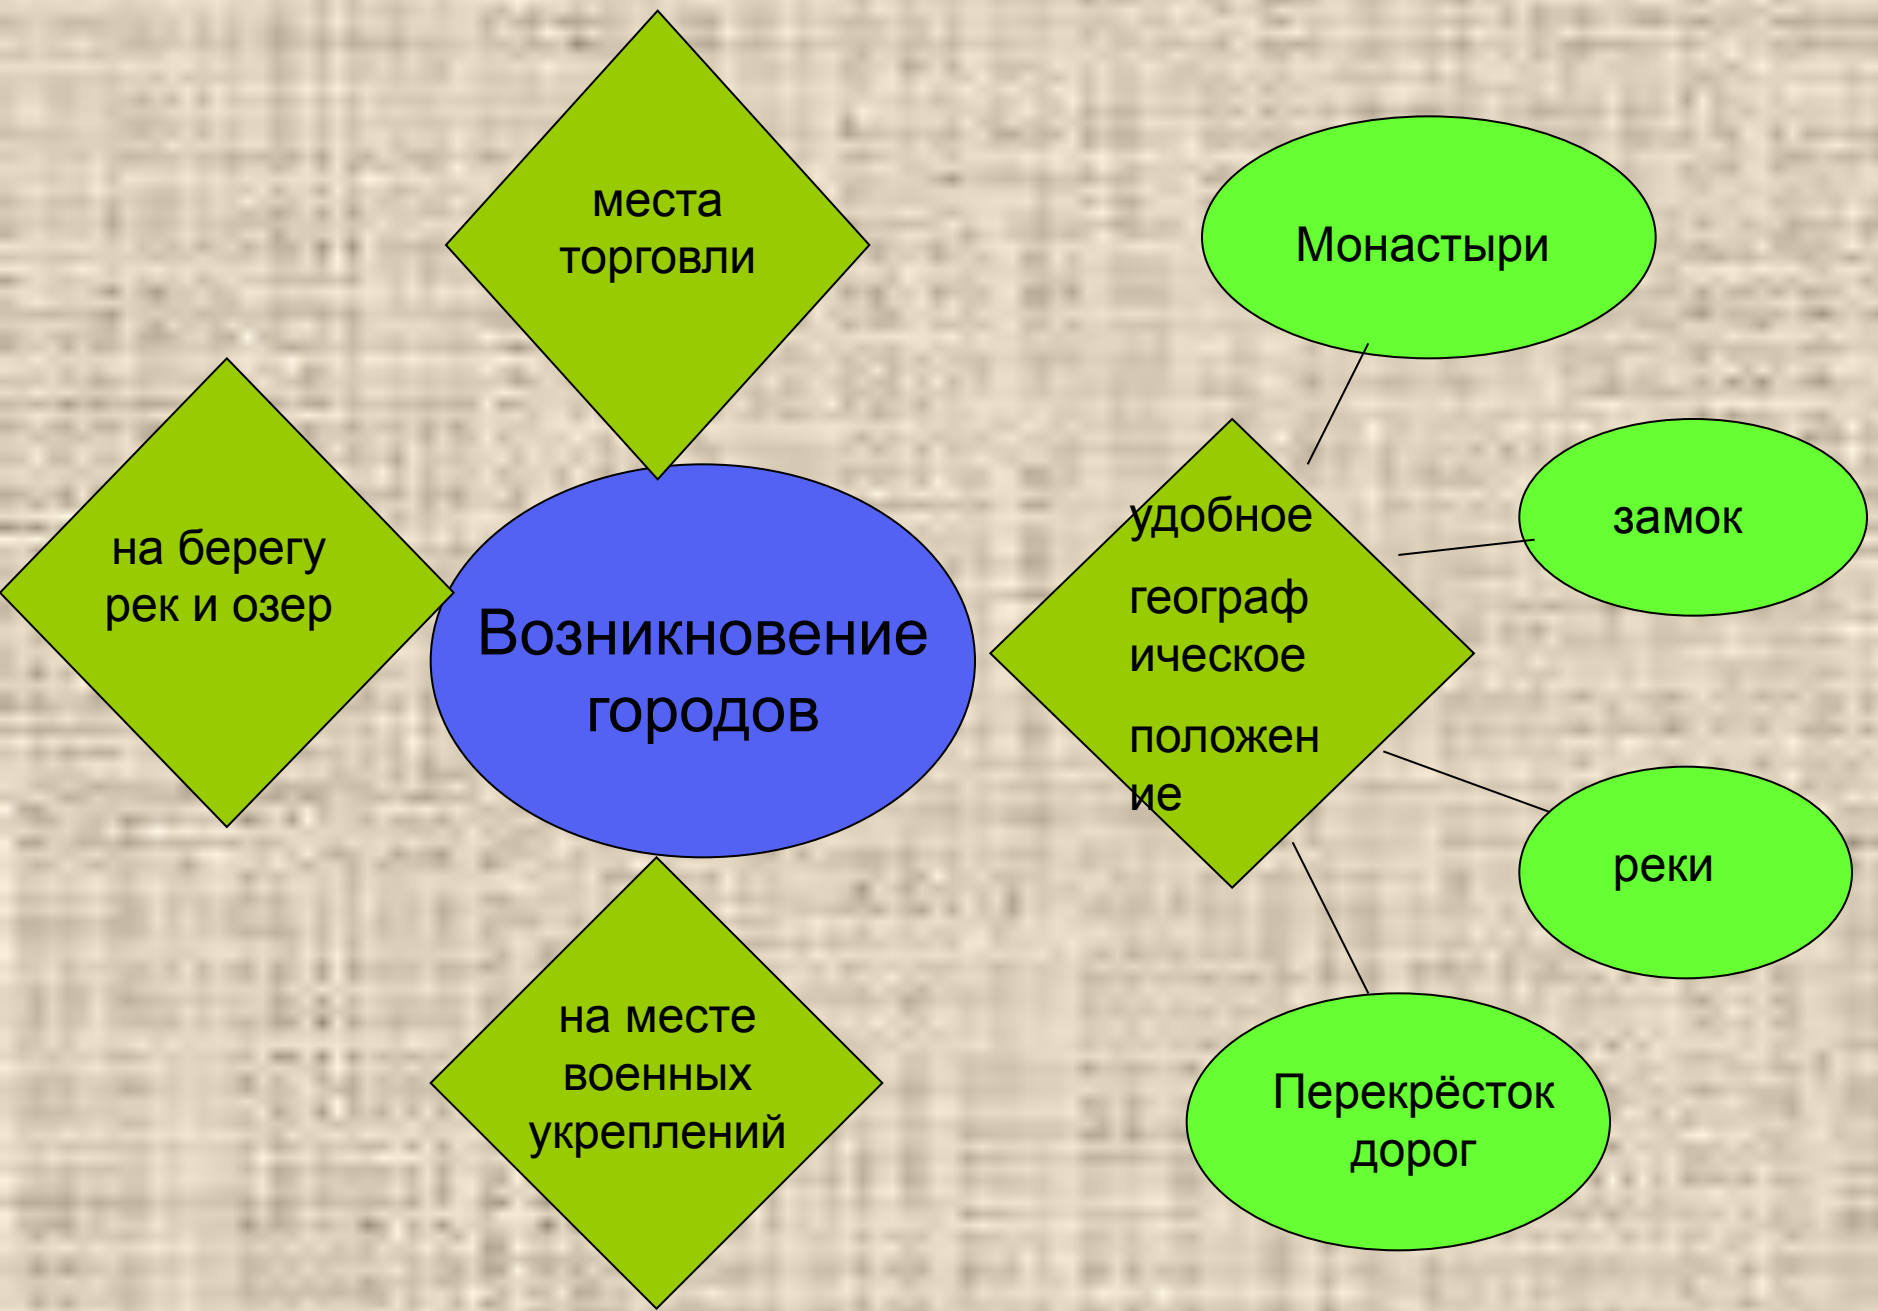 места
торговли
Монастыри
на берегу
рек и озер
Возникновение
городов
удобное
географ
ическое
положен
ие
замок
реки
на месте
военных
укреплений
Перекрёсток
дорог